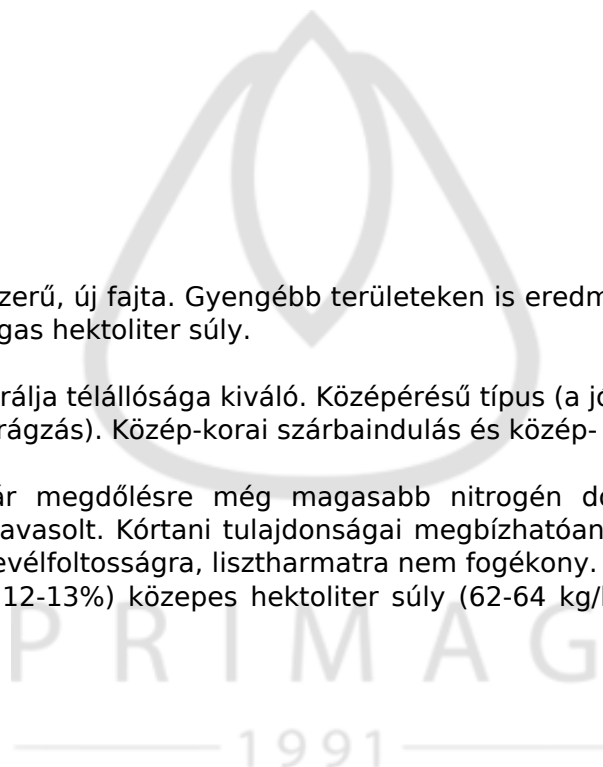 zerű, új fajta. Gyengébb területeken is eredm
gas hektoliter súly.
rálja télállósága kiváló. Középérésű típus (a jó
rágzás). Közép-korai szárbaindulás és közép-
ár megdőlésre még magasabb nitrogén dó
avasolt. Kórtani tulajdonságai megbízhatóan
evélfoltosságra, lisztharmatra nem fogékony.
12-13%) közepes hektoliter súly (62-64 kg/h
PRIMAG
1991